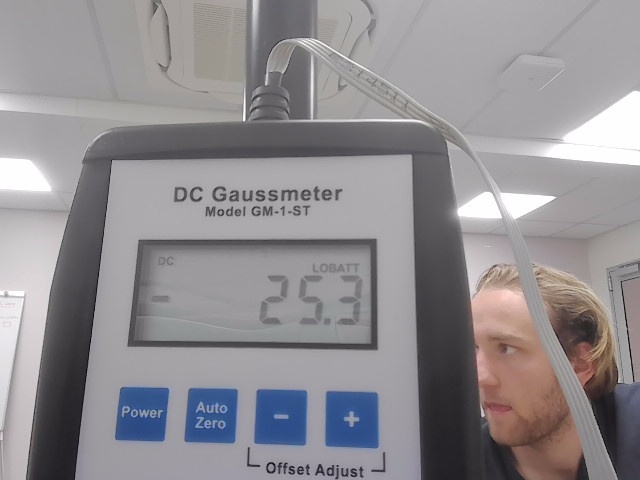 DC Gaussmeter
Model GM-1-ST
DC
LOBATT
- 25.3
Power
Auto
Zero
-
+
Offset Adjust